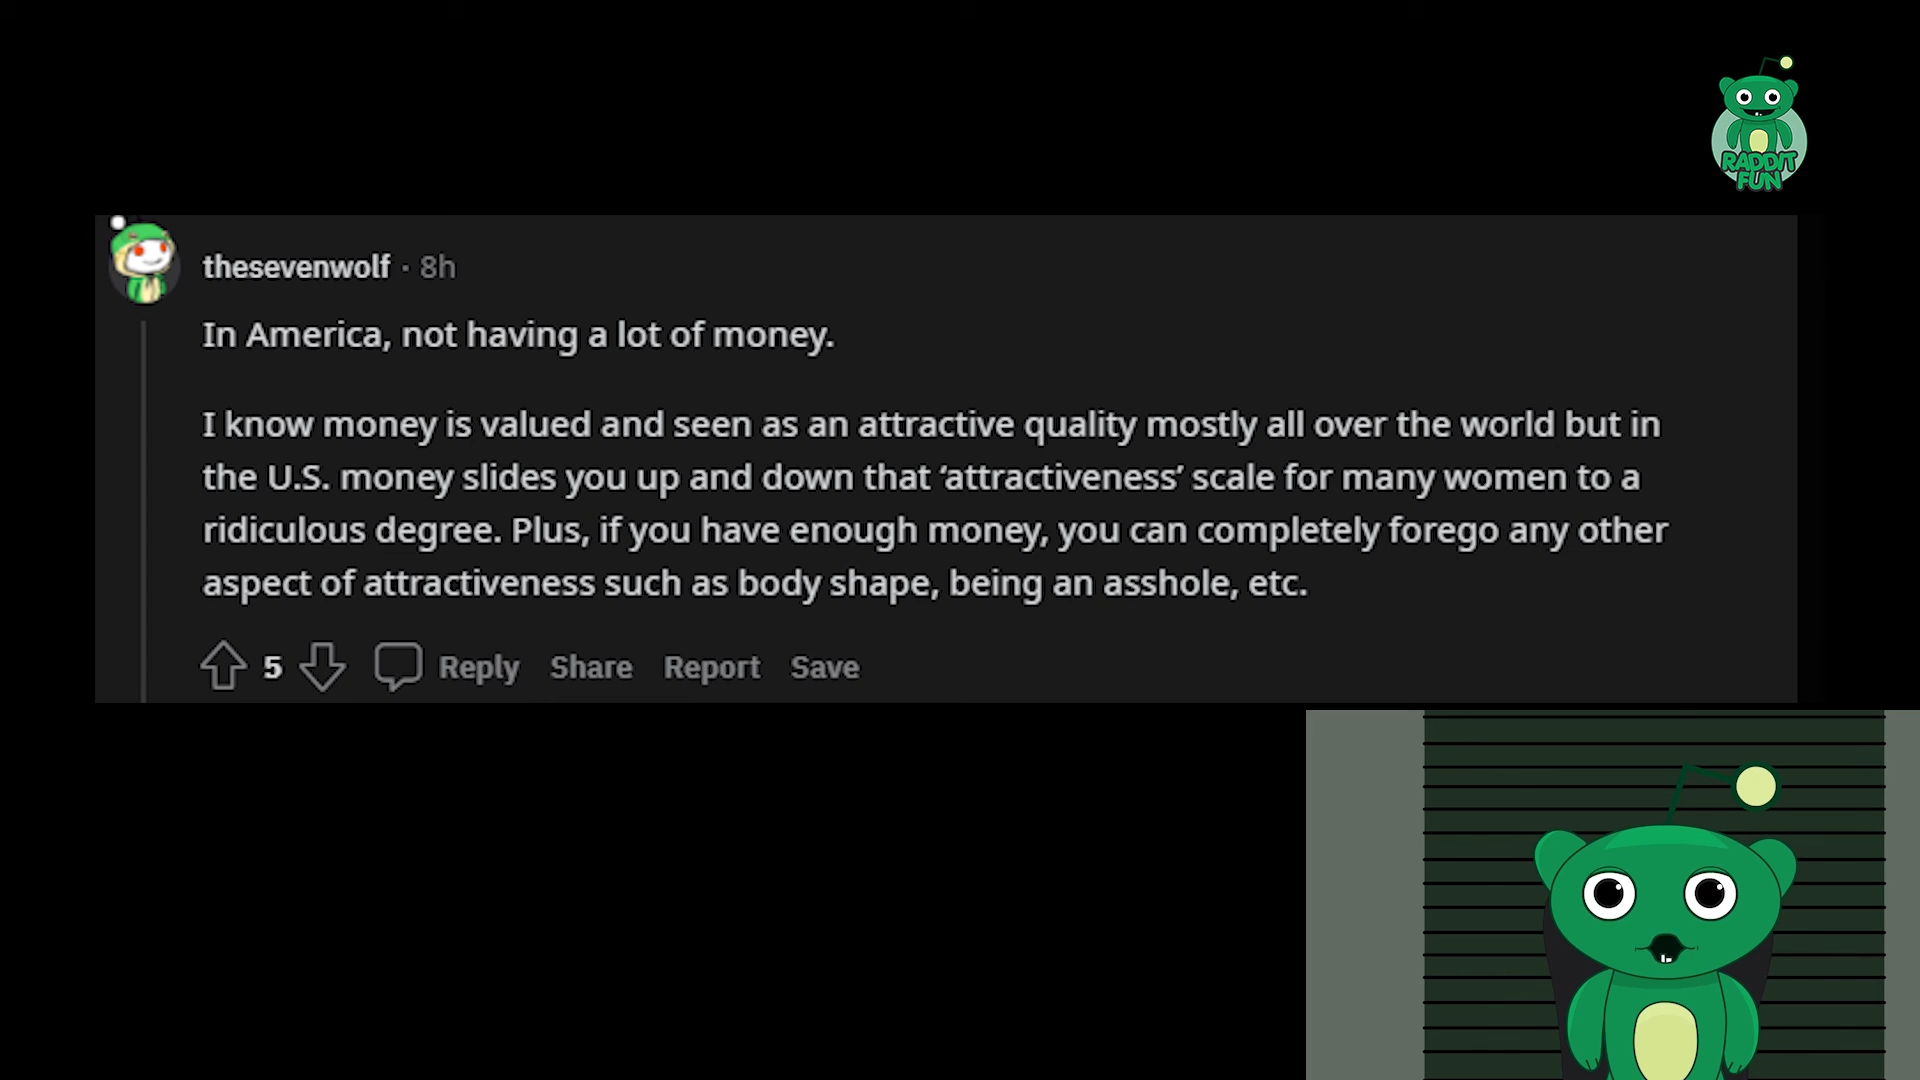 RADDIT
FUN
thesevenwolf · 8h
In America, not having a lot of money.
I know money is valued and seen as an attractive quality mostly all over the world but in
the U.S. money slides you up and down that ‘attractiveness’ scale for many women to a
ridiculous degree. Plus, if you have enough money, you can completely forego any other
aspect of attractiveness such as body shape, being an asshole, etc.
5 Reply Share Report Save